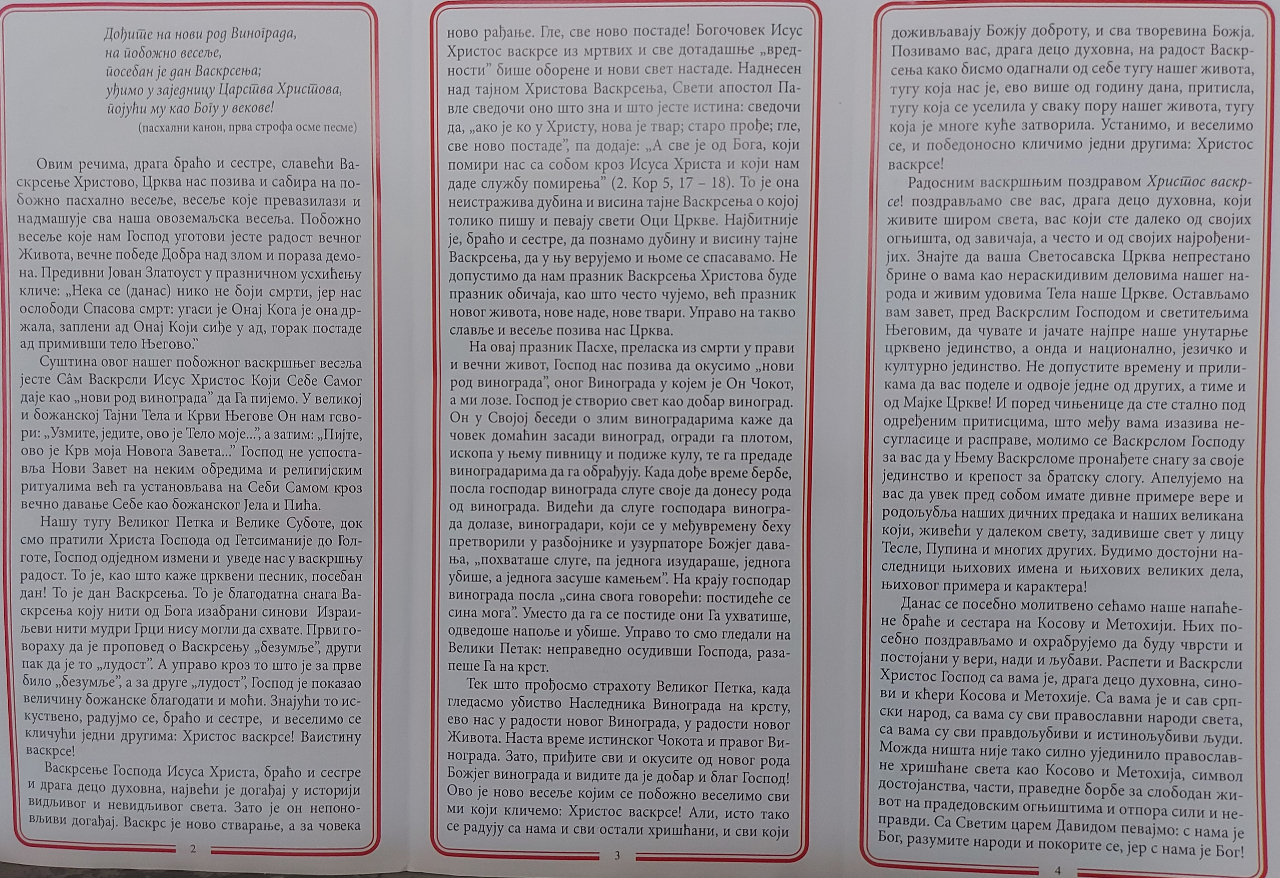 Дођите на нови род Винограда,
на побожно весеље,
посебан је дан Васкрсења;
уђимо у заједницу Царства Христова,
појући му као Богу у векове!
(пасхални канон, прва строфа осме песме)
Овим речима, драга браћо и сестре, славећи Ва-
скрсење Христово, Црква нас позива и сабира на по-
божно пасхално весеље, весеље које превазилази и
надмашује сва наша овоземаљска весеља. Побожно
весеље које нам Господ уготови јесте радост вечног
Живота, вечне победе Добра над злом и пораза демо-
на. Предивни Јован Златоуст у празничном усхићењу
кличе: „Нека се (данас) нико не боји смрти, јер нас
ослободи Спасова смрт: угаси је Онај Кога је она др-
жала, заплени ад Онај Који сиђе у ад, горак постаде
ад примивши тело Његово.”
Суштина овог нашег побожног васкршњег весеља
јесте Сâм Васкрсли Исус Христос Који Себе Самог
даје као „нови род винограда” да Га пијемо. У великој
и божанској Тајни Тела и Крви Његове Он нам гово-
ри: „Узмите, једите, ово је Тело моје...”, а затим: „Пијте,
ово је Крв моја Новога Завета...” Господ не успоста-
вља Нови Завет на неким обредима и религијским
ритуалима већ га установљава на Себи Самом кроз
вечно давање Себе као божанског Јела и Пића.
Нашу тугу Великог Петка и Велике Суботе, док
смо пратили Христа Господа од Гетсиманије до Гол-
готе, Господ одједном измени и уведе нас у васкршњу
радост. То је, као што каже црквени песник, посебан
дан! То је дан Васкрсења. То је благодатна снага Ва-
скрсења коју нити од Бога изабрани синови Израи-
љеви нити мудри Грци нису могли да схвате. Први го-
вораху да је проповед о Васкрсењу „безумље”, други
пак да је то „лудост”. А управо кроз то што је за прве
било „безумље”, а за друге „лудост”, Господ је показао
величину божанске благодати и моћи. Знајући то ис-
куствено, радујмо се, браћо и сестре, и веселимо се
кличући једни другима: Христос васкрсе! Ваистину
васкрсе!
Васкрсење Господа Исуса Христа, браћо и сестре
и драга децо духовна, највећи је догађај у историји
видљивог и невидљивог света. Зато је он непоно-
вљиви догађај. Васкрс је ново стварање, а за човека
2
ново рађање. Гле, све ново постаде! Богочовек Исус
Христос васкрсе из мртвих и све дотадашње „вред-
ности” бише оборене и нови свет настаде. Наднесен
над тајном Христова Васкрсења, Свети апостол Па-
вле сведочи оно што зна и што јесте истина: сведочи
да, „ако је ко у Христу, нова је твар; старо прође; гле,
све ново постаде”, па додаје: „А све је од Бога, који
помири нас са собом кроз Исуса Христа и који нам
даде службу помирења” (2. Кор 5, 17 – 18). То је она
неистражива дубина и висина тајне Васкрсења о којој
толико пишу и певају свети Оци Цркве. Најбитније
је, браћо и сестре, да познамо дубину и висину тајне
Васкрсења, да у њу верујемо и њоме се спасавамо. Не
допустимо да нам празник Васкрсења Христова буде
празник обичаја, као што често чујемо, већ празник
новог живота, нове наде, нове твари. Управо на такво
славље и весеље позива нас Црква.
На овај празник Пасхе, преласка из смрти у прави
и вечни живот, Господ нас позива да окусимо „нови
род винограда”, оног Винограда у којем је Он Чокот,
а ми лозе. Господ је створио свет као добар виноград.
Он у Својој беседи о злим виноградарима каже да
човек домаћин засади виноград, огради га плотом,
ископа у њему пивницу и подиже кулу, те га предаде
виноградарима да га обрађују. Када дође време бербе,
посла господар винограда слуге своје да донесу рода
од винограда. Видећи да слуге господара виногра-
да долазе, виноградари, који се у међувремену беху
претворили у разбојнике и узурпаторе Божјег дава-
ња, „похваташе слуге, па једнога изудараше, једнога
убише, а једнога засуше камењем”. На крају господар
винограда посла „сина свога говорећи: постидеће се
сина мога”. Уместо да га се постиде они Га ухватише,
одведоше напоље и убише. Управо то смо гледали на
Велики Петак: неправедно осудивши Господа, разa-
пеше Га на крст.
Тек што прођосмо страхоту Великог Петка, када
гледасмо убиство Наследника Винограда на крсту,
ево нас у радости новог Винограда, у радости новог
Живота. Наста време истинског Чокота и правог Ви-
нограда. Зато, приђите сви и окусите од новог рода
Божјег винограда и видите да је добар и благ Господ!
Ово је ново весеље којим се побожно веселимо сви
ми који кличемо: Христос васкрсе! Али, исто тако
се радују са нама и сви остали хришћани, и сви који
3
доживљавају Божју доброту, и сва творевина Божја.
Позивамо вас, драга децо духовна, на радост Васкр-
сења како бисмо одагнали од себе тугу нашег живота,
тугу која нас је, ево више од годину дана, притисла,
тугу која се уселила у сваку пору нашег живота, тугу
која је многе куће затворила. Устанимо, и веселимо
се, и победоносно кличимо једни другима: Христос
васкрсе!
Радосним васкршњим поздравом Христос васкр-
се! поздрављамо све вас, драга децо духовна, који
живите широм света, вас који сте далеко од својих
огњишта, од завичаја, а често и од својих најрођени-
јих. Знајте да ваша Светосавска Црква непрестано
брине о вама као нераскидивим деловима нашег на-
рода и живим удовима Тела наше Цркве. Остављамо
вам завет, пред Васкрслим Господом и светитељима
Његовим, да чувате и јачате најпре наше унутарње
црквено јединство, а онда и национално, језичко и
културно јединство. Не допустите времену и прили-
кама да вас поделе и одвоје једне од других, а тиме и
од Мајке Цркве! И поред чињенице да сте стално под
одређеним притисцима, што међу вама изазива не-
сугласице и расправе, молимо се Васкрслом Господу
за вас да у Њему Васкрсломе пронађете снагу за своје
јединство и крепост за братску слогу. Апелујемо на
вас да увек пред собом имате дивне примере вере и
родољубља наших дичних предака и наших великана
који, живећи у далеком свету, задивише свет у лицу
Тесле, Пупина и многих других. Будимо достојни на-
следници њихових имена и њихових великих дела,
њиховог примера и карактера!
Данас се посебно молитвено сећамо наше напаће-
не браће и сестара на Косову и Метохији. Њих по-
себно поздрављамо и охрабрујемо да буду чврсти и
постојани у вери, нади и љубави. Распети и Васкрсли
Христос Господ са вама је, драга децо духовна, сино-
ви и кћери Косова и Метохије. Са вама је и сав срп-
ски народ, са вама су сви православни народи света,
са вама су сви правдољубиви и истинољубиви људи.
Можда ништа није тако силно ујединило православ-
не хришћане света као Косово и Метохија, символ
достојанства, части, праведне борбе за слободан жи-
вот на прадедовским огњиштима и отпора сили и не-
правди. Са Светим царем Давидом певајмо: с нама је
Бог, разумите народи и покорите се, јер с нама је Бог!
4